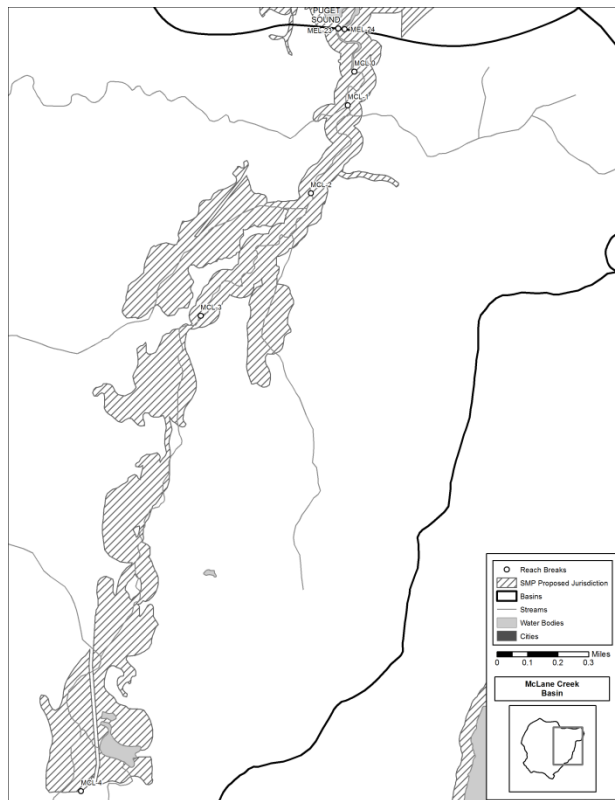 PUGET
SOUND
MEL-23 MEL-24
MCL-0
MCL-1
MCL-2
MCL-3
MCL-4
Reach Breaks
SMP Proposed Jurisdiction
Basins
Streams
Water Bodies
Cities
Miles
0 0.1 0.2 0.3
McLane Creek
Basin